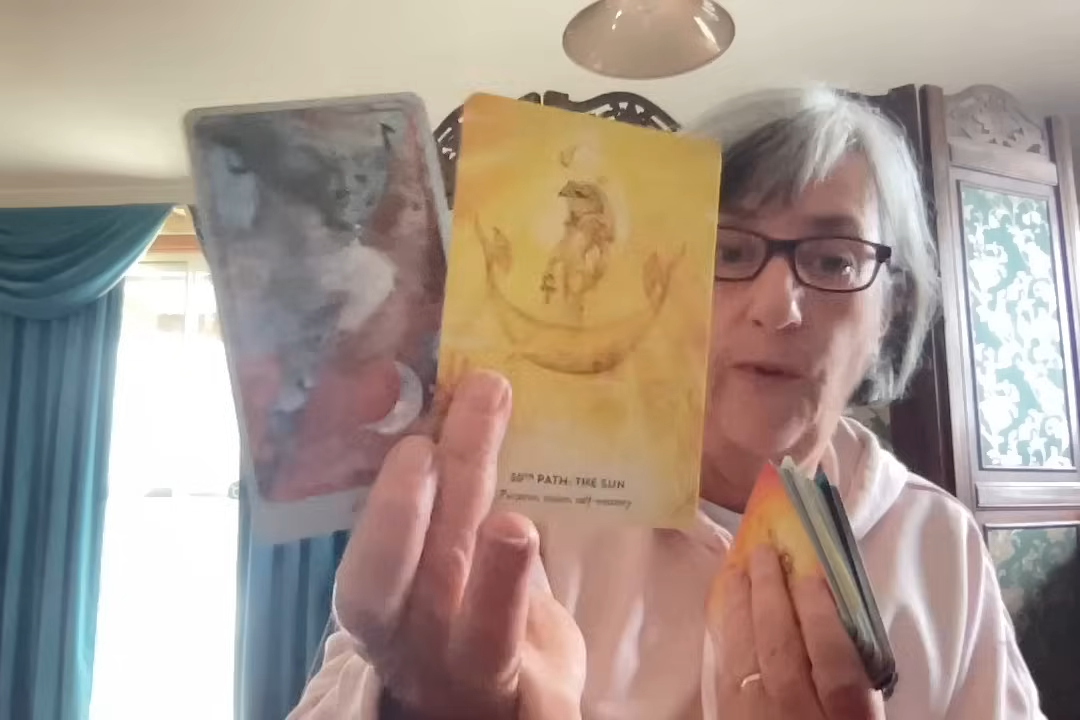 30TH PATH: THE SUN
Purpose, vision, self-mastery